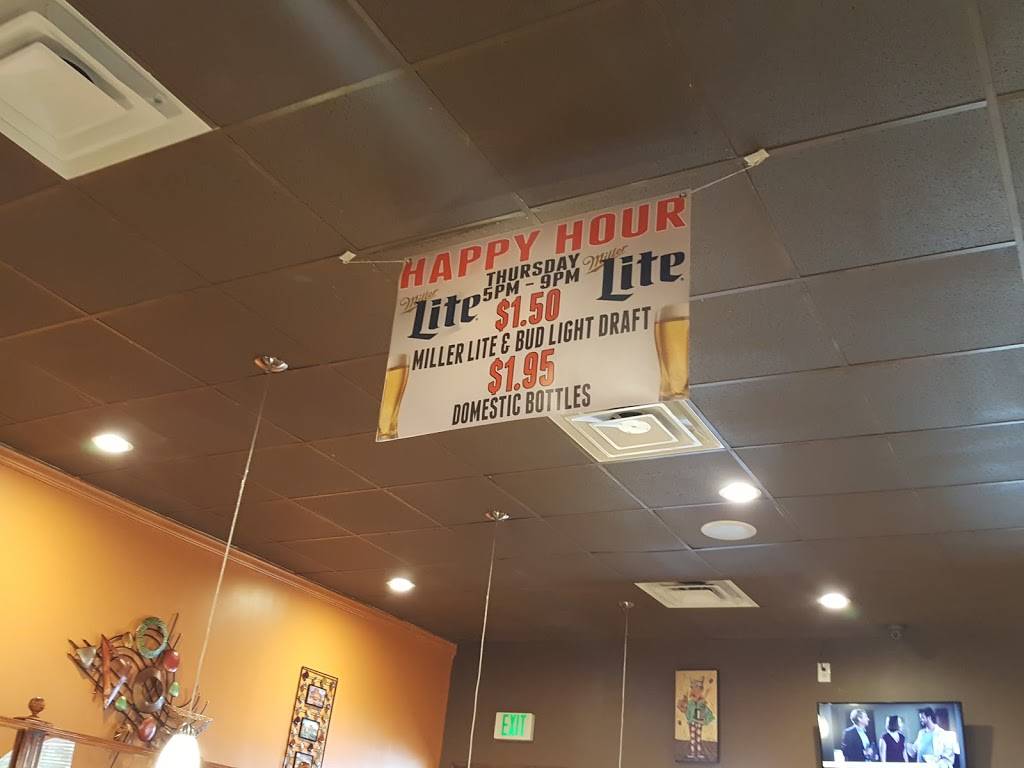 HAPPY HOUR
THURSDAY
5PM - 9PM
Miller Lite
Miller Lite
$1.50
MILLER LITE & BUD LIGHT DRAFT
$1.95
DOMESTIC BOTTLES
EXIT